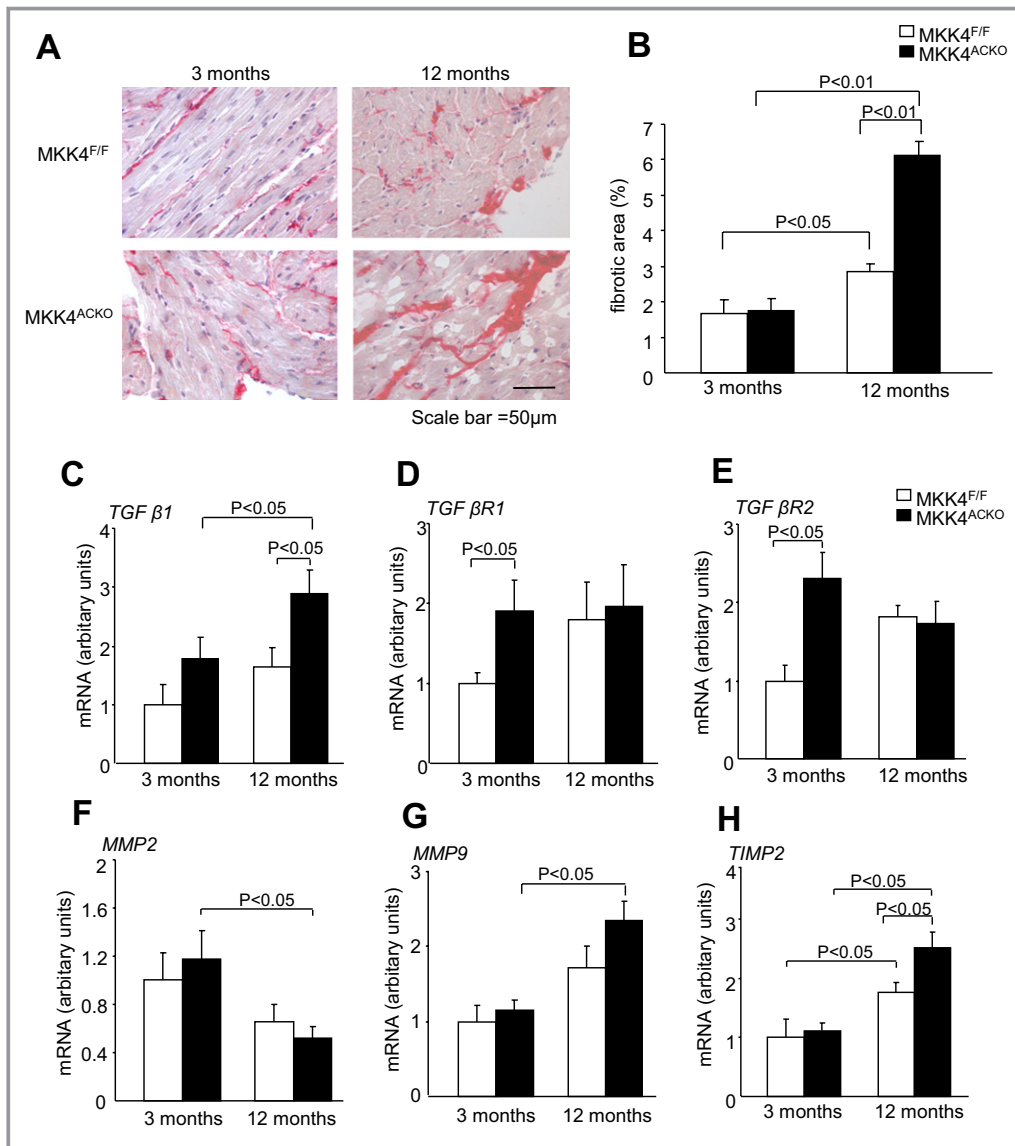 A
3 months 12 months
MKK4F/F
MKK4ACKO
Scale bar =50µm
B
MKK4F/F
MKK4ACKO
P<0.01
P<0.01
P<0.05
fibrotic area (%)
7
6
5
4
3
2
1
0
3 months 12 months
C
TGF β1
P<0.05
P<0.05
mRNA (arbitary units)
4
3
2
1
0
3 months 12 months
D
TGF βR1
P<0.05
mRNA (arbitary units)
3
2
1
0
3 months 12 months
E
TGF βR2
MKK4F/F
MKK4ACKO
P<0.05
mRNA (arbitary units)
3
2
1
0
3 months 12 months
F
MMP2
P<0.05
mRNA (arbitary units)
2
1.6
1.2
0.8
0.4
0
3 months 12 months
G
MMP9
P<0.05
mRNA (arbitary units)
3
2
1
0
3 months 12 months
H
TIMP2
P<0.05
P<0.05
P<0.05
mRNA (arbitary units)
4
3
2
1
0
3 months 12 months